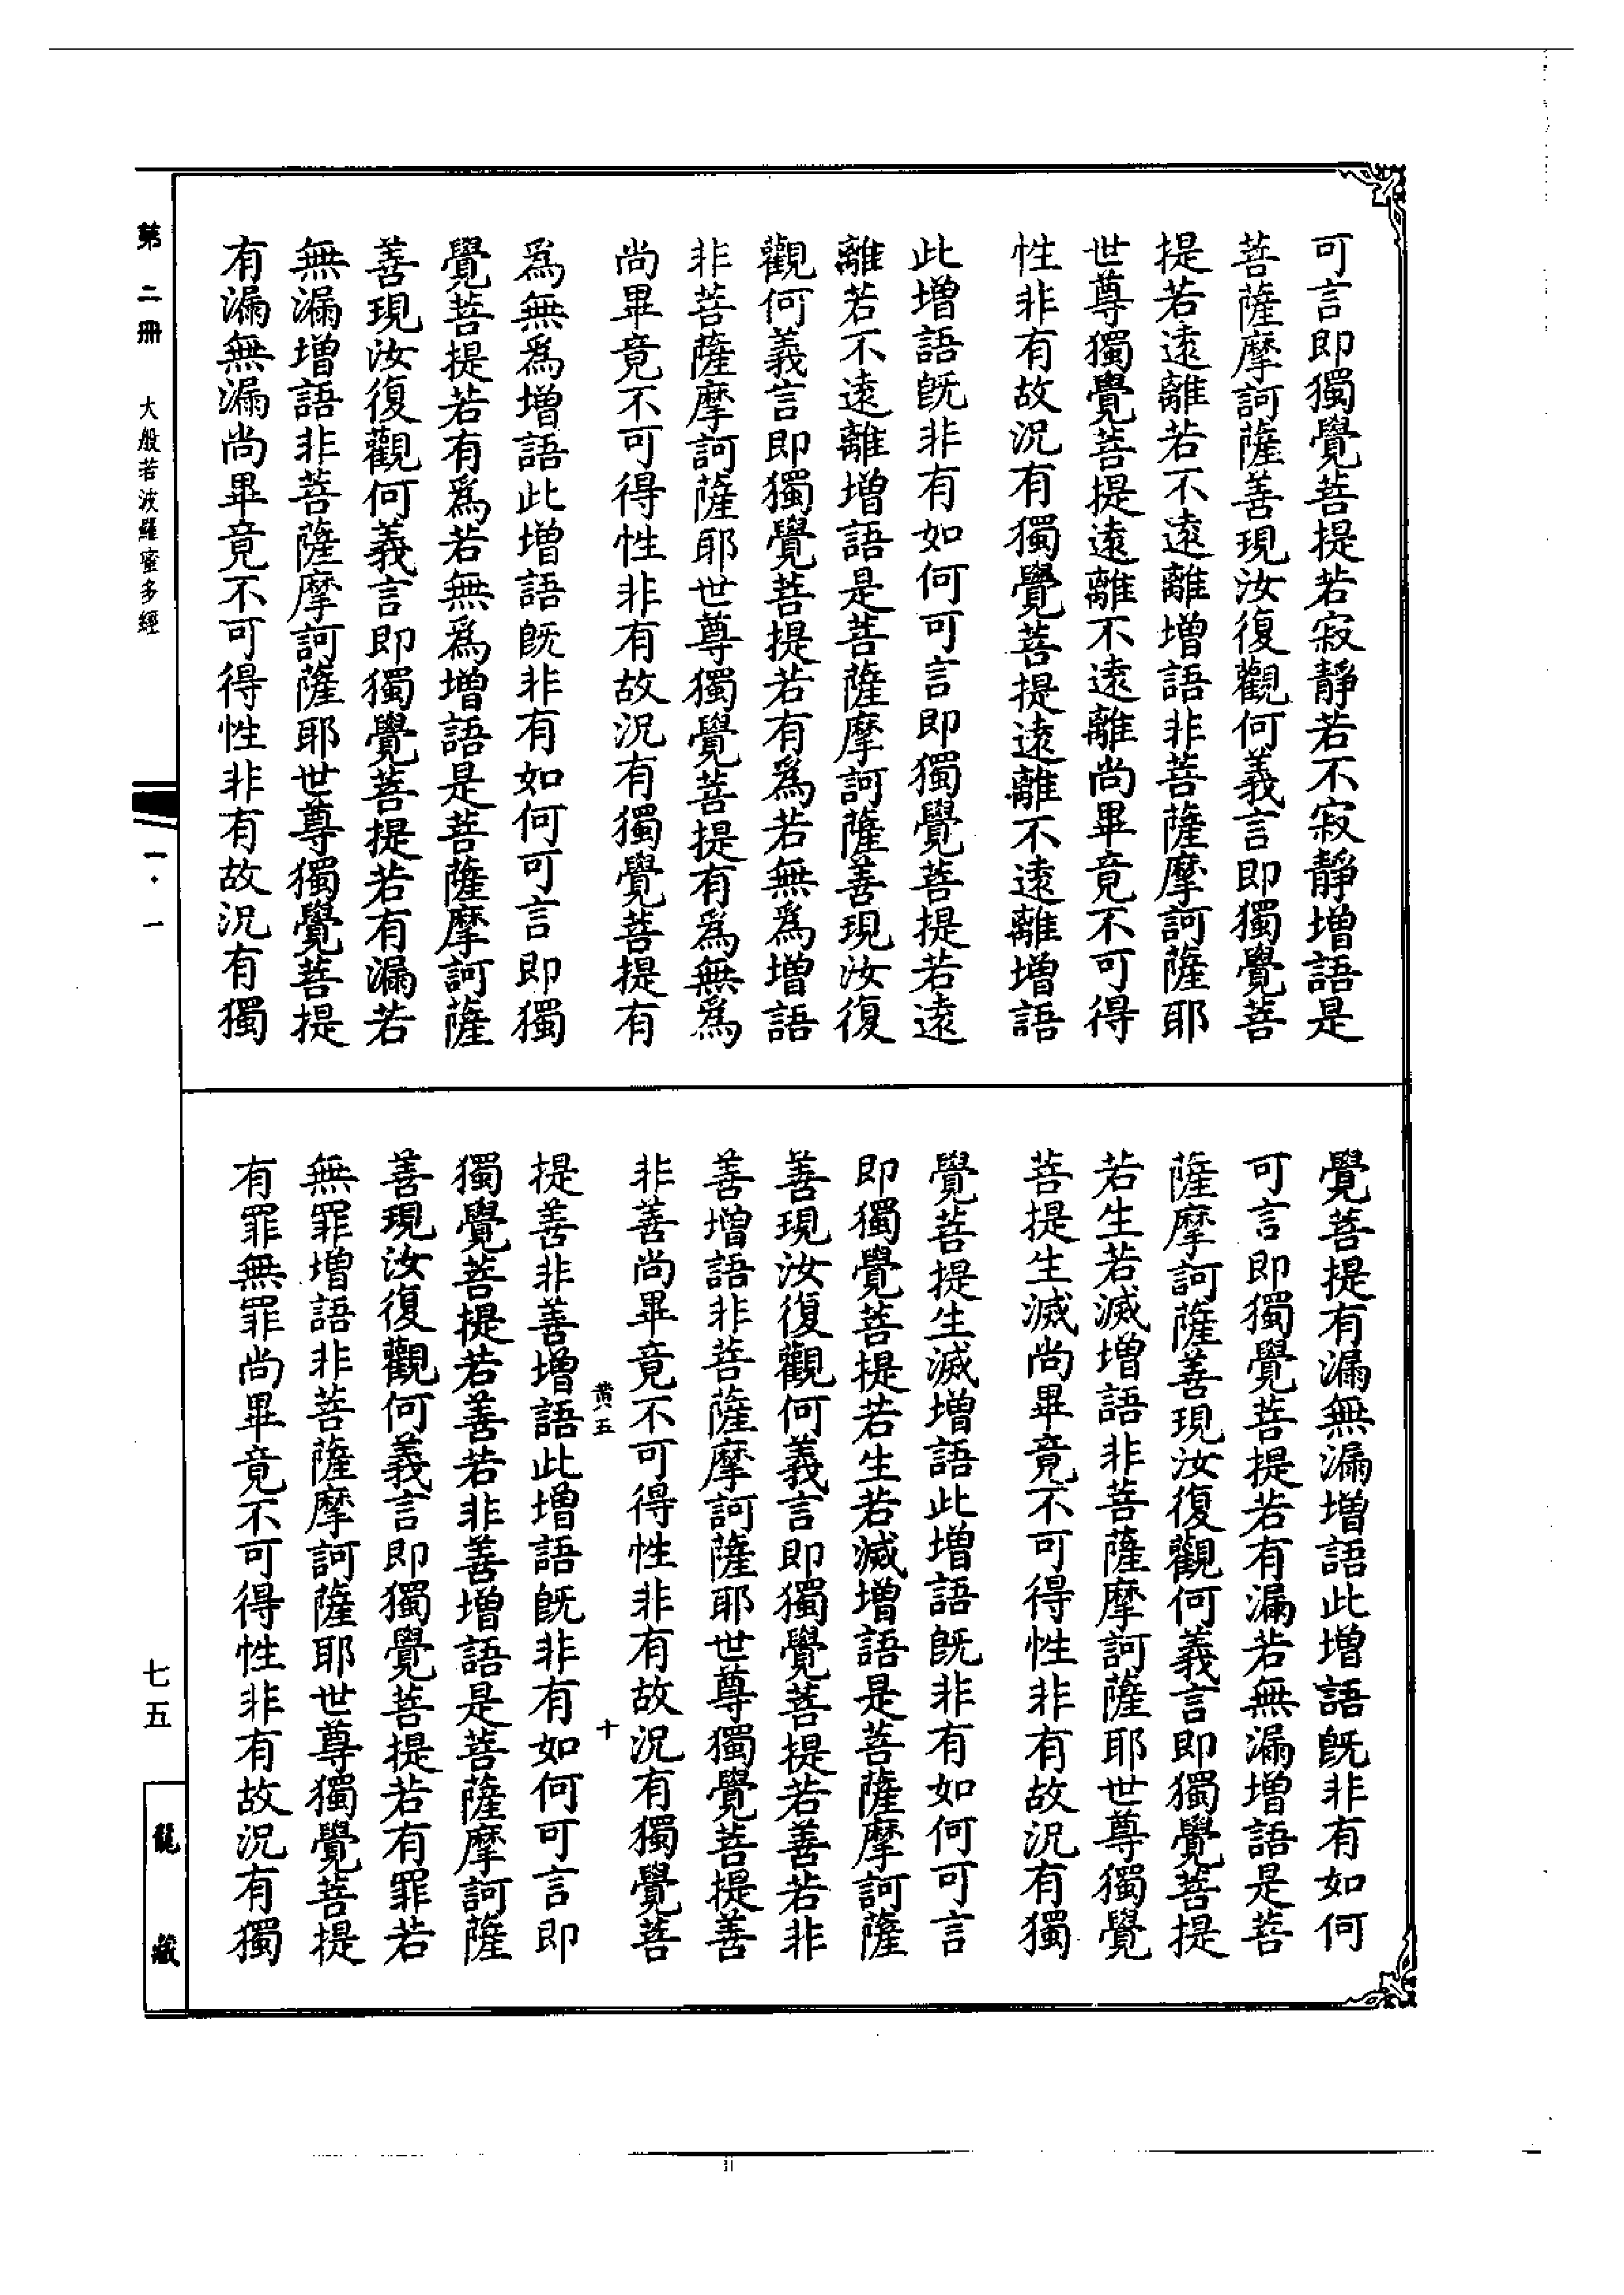 可言即獨覺菩提若寂靜若不寂靜增語是
菩薩摩訶薩善現汝復觀何義言即獨覺菩
提若遠離若不遠離增語非菩薩摩訶薩耶
世尊獨覺菩提遠離不遠離尚畢竟不可得
性非有故況有獨覺菩提遠離不遠離增語
此增語旣非有如何可言即獨覺菩提若遠
離若不遠離增語是菩薩摩訶薩善現汝復
觀何義言即獨覺菩提若有爲若無爲增語
非菩薩摩訶薩耶世尊獨覺菩提有爲無爲
尚畢竟不可得性非有故況有獨覺菩提有
爲無爲增語此增語旣非有如何可言即獨
覺菩提若有爲若無爲增語是菩薩摩訶薩
善現汝復觀何義言即獨覺菩提若有漏若
無漏增語非菩薩摩訶薩耶世尊獨覺菩提
有漏無漏尚畢竟不可得性非有故況有獨
覺菩提有漏無漏增語此增語旣非有如何
可言即獨覺菩提若有漏若無漏增語是菩
薩摩訶薩善現汝復觀何義言即獨覺菩提
若生若滅增語非菩薩摩訶薩耶世尊獨覺
菩提生滅尚畢竟不可得性非有故況有獨
覺菩提生滅增語此增語旣非有如何可言
即獨覺菩提若生若滅增語是菩薩摩訶薩
善現汝復觀何義言即獨覺菩提若善若非
善增語非菩薩摩訶薩耶世尊獨覺菩提善
非善尚畢竟不可得性非有故況有獨覺菩
黄五 十
提善非善增語此增語旣非有如何可言即
獨覺菩提若善若非善增語是菩薩摩訶薩
善現汝復觀何義言即獨覺菩提若有罪若
無罪增語非菩薩摩訶薩耶世尊獨覺菩提
有罪無罪尚畢竟不可得性非有故況有獨
第二冊 大般若波羅蜜多經 一·一
七五
龍藏